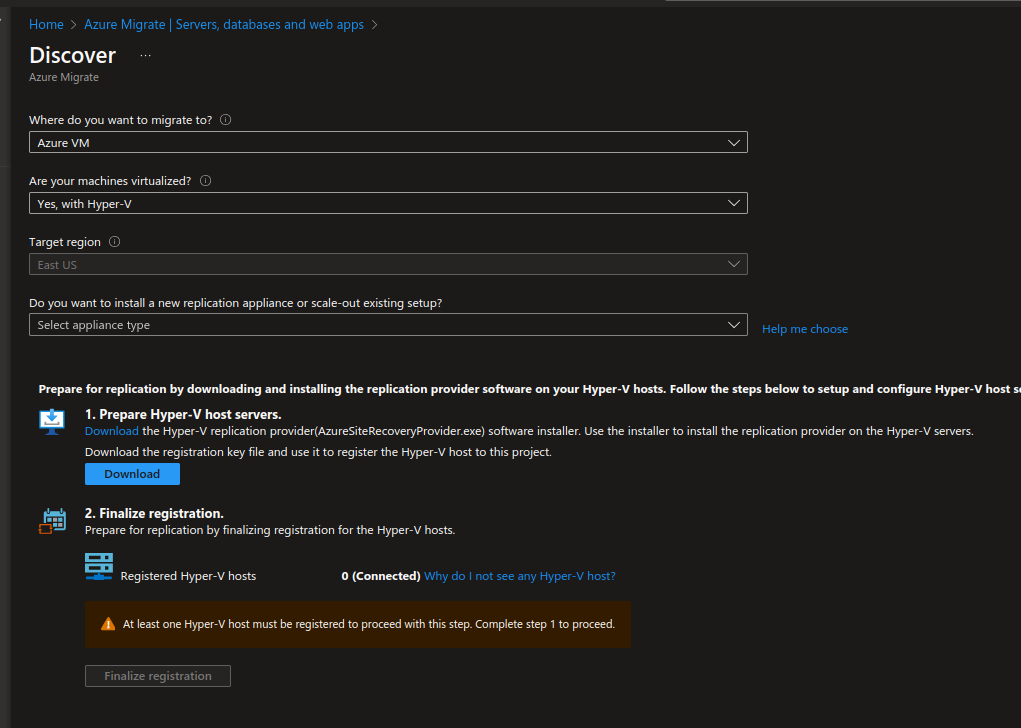 Home > Azure Migrate | Servers, databases and web apps >
Discover ...
Azure Migrate
Where do you want to migrate to?
Azure VM
Are your machines virtualized?
Yes, with Hyper-V
Target region
East US
Do you want to install a new replication appliance or scale-out existing setup?
Select appliance type
Help me choose
Prepare for replication by downloading and installing the replication provider software on your Hyper-V hosts. Follow the steps below to setup and configure Hyper-V host
1. Prepare Hyper-V host servers.
Download the Hyper-V replication provider(AzureSiteRecoveryProvider.exe) software installer. Use the installer to install the replication provider on the Hyper-V servers.
Download the registration key file and use it to register the Hyper-V host to this project.
Download
2. Finalize registration.
Prepare for replication by finalizing registration for the Hyper-V hosts.
Registered Hyper-V hosts 0 (Connected) Why do I not see any Hyper-V host?
At least one Hyper-V host must be registered to proceed with this step. Complete step 1 to proceed.
Finalize registration